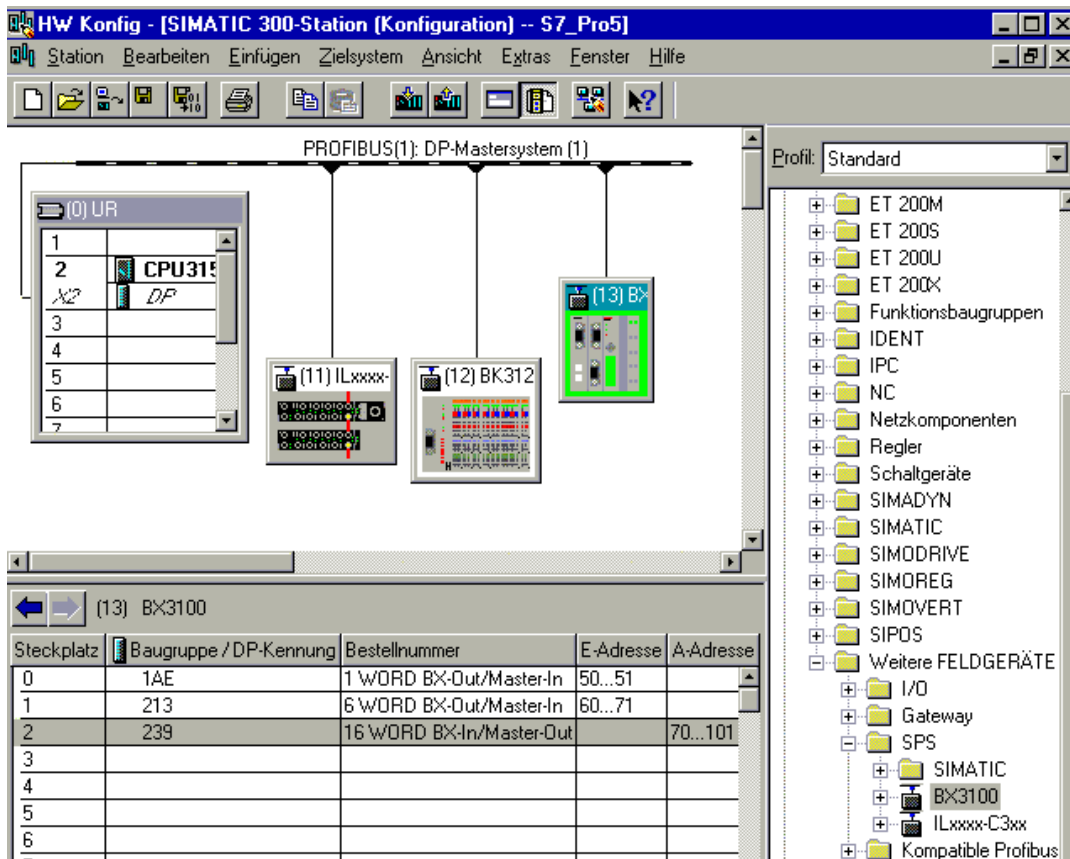 HW Konfig - [SIMATIC 300-Station (Konfiguration) -- S7_Pro5]
Station Bearbeiten Einfügen Zielsystem Ansicht Extras Fenster Hilfe
PROFIBUS(1): DP-Mastersystem (1)
(0) UR
1
2 CPU315
X2 DP
3
4
5
6
7
(11) ILxxxx-
(12) BK312
(13) BX
Profil: Standard
ET 200M
ET 200S
ET 200U
ET 200X
Funktionsbaugruppen
IDENT
IPC
NC
Netzkomponenten
Regler
Schaltgeräte
SIMADYN
SIMATIC
SIMODRIVE
SIMOREG
SIMOVERT
SIPOS
Weitere FELDGERÄTE
I/O
Gateway
SPS
SIMATIC
BX3100
ILxxxx-C3xx
Kompatible Profibus
(13) BX3100
Steckplatz Baugruppe / DP-Kennung Bestellnummer E-Adresse A-Adresse
0 1AE 1 WORD BX-Out/Master-In 50...51
1 213 6 WORD BX-Out/Master-In 60...71
2 239 16 WORD BX-In/Master-Out 70...101
3
4
5
6